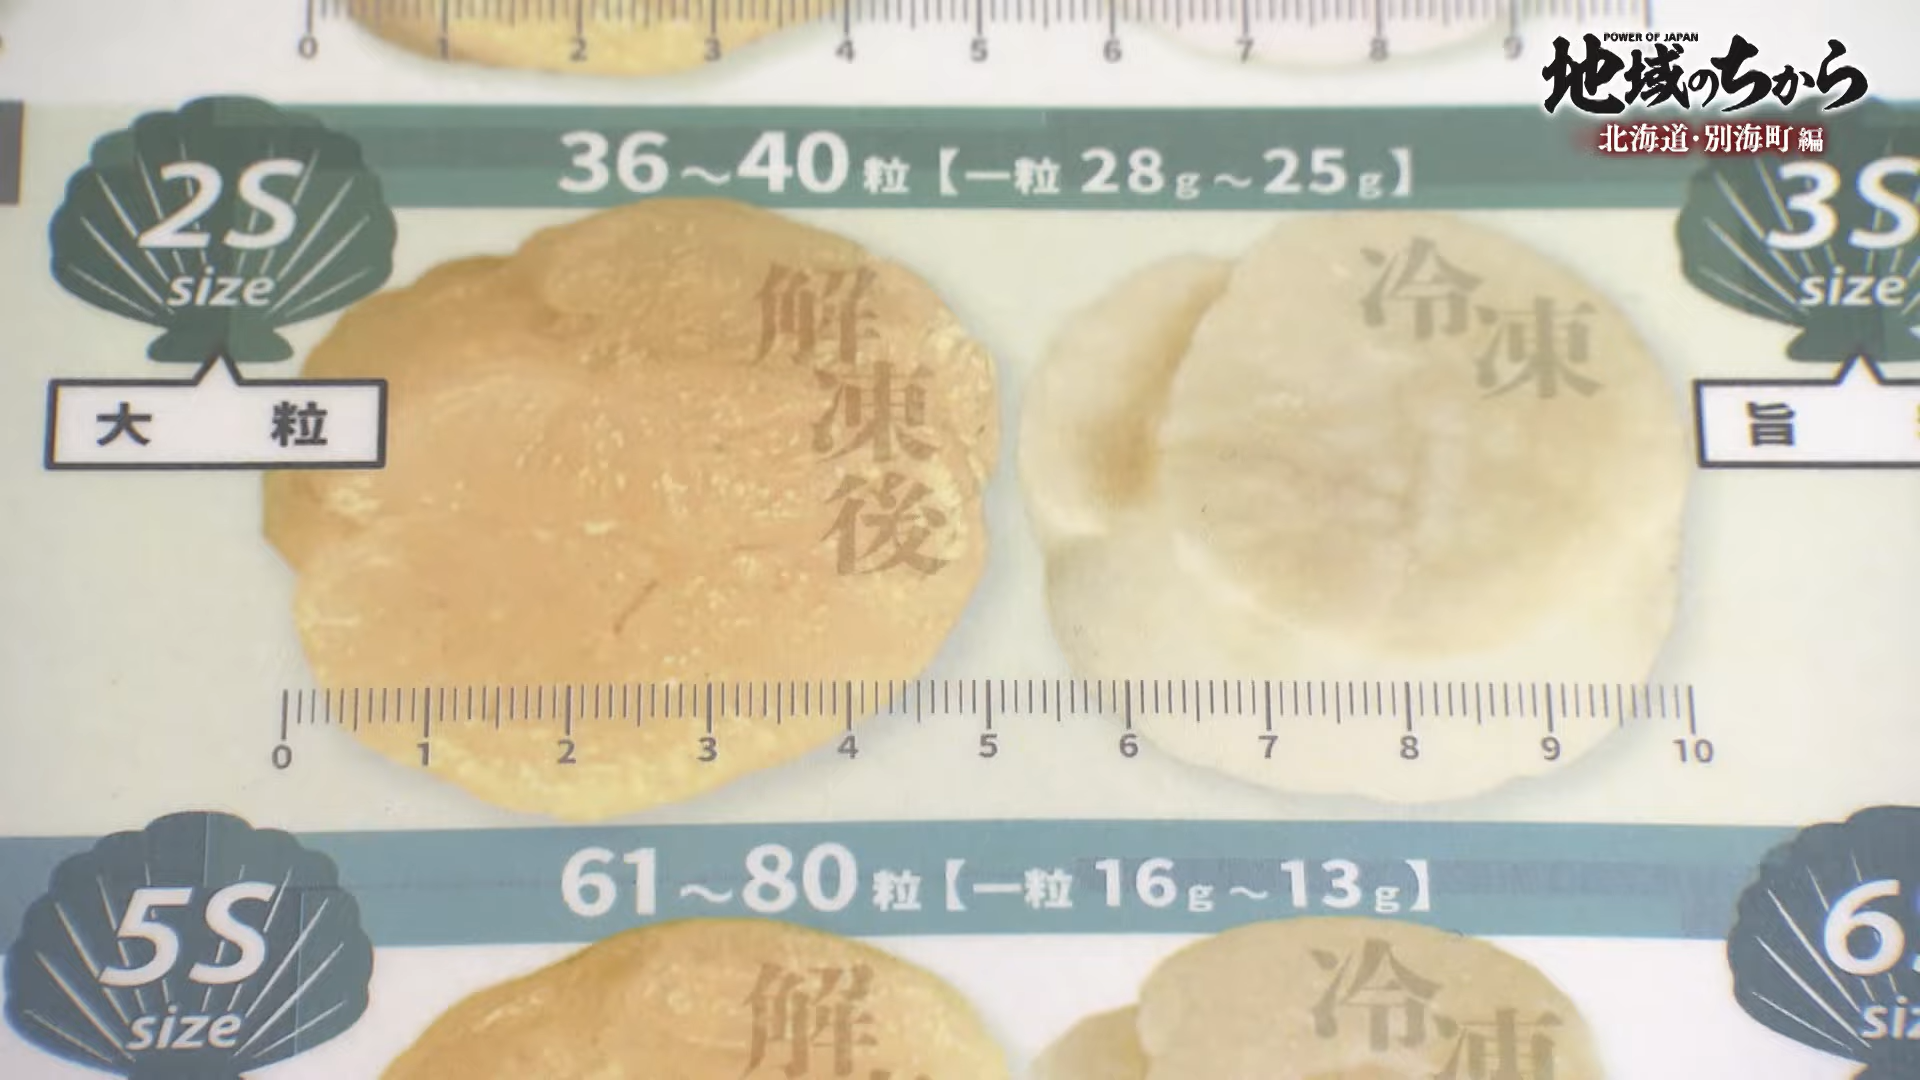 0 1 2 3 4 5 6 7 8 9
POWER OF JAPAN
地域のちから
北海道・別海町編
2S
size
大粒
36～40粒【一粒 28g～25g】
解凍後
冷凍
0 1 2 3 4 5 6 7 8 9 10
3S
size
旨
5S
size
61～80粒【一粒 16g～13g】
解
冷凍
6